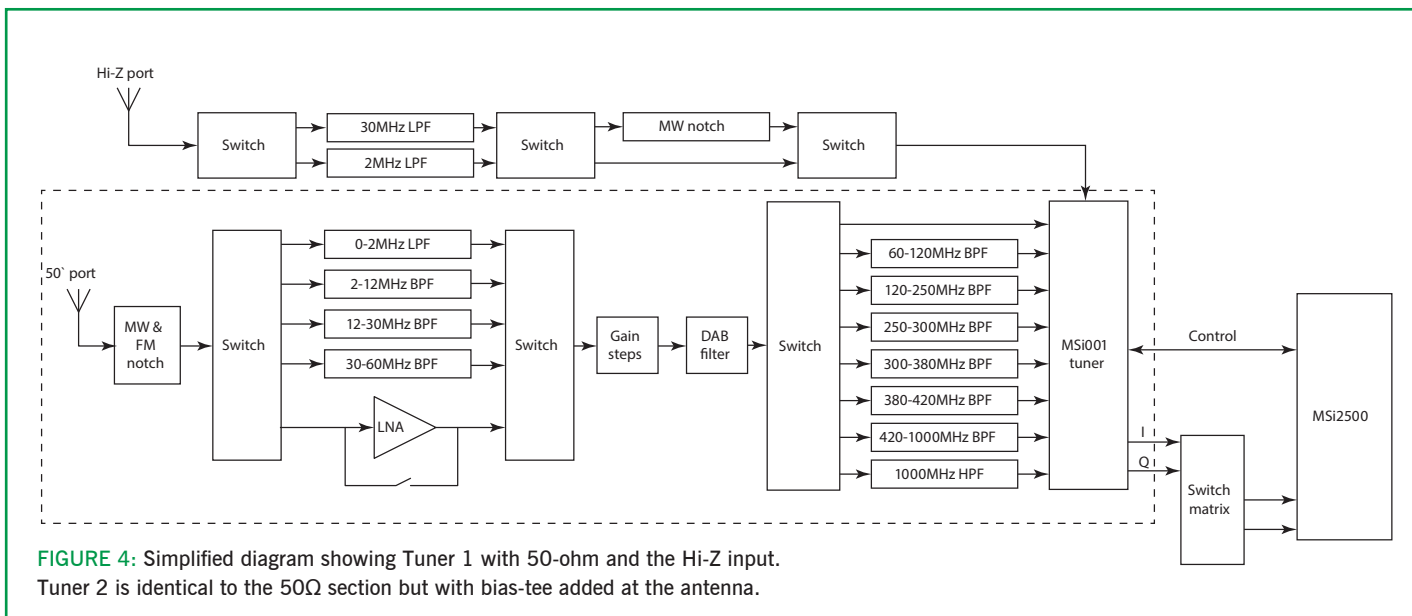 Hi-Z port
Switch
30MHz LPF
2MHz LPF
Switch
MW notch
Switch
50` port
MW &
FM
notch
Switch
0-2MHz LPF
2-12MHz BPF
12-30MHz BPF
30-60MHz BPF
LNA
Switch
Gain
steps
DAB
filter
Switch
60-120MHz BPF
120-250MHz BPF
250-300MHz BPF
300-380MHz BPF
380-420MHz BPF
420-1000MHz BPF
1000MHz HPF
MSi001
tuner
Control
I
Q
Switch
matrix
MSi2500
FIGURE 4: Simplified diagram showing Tuner 1 with 50-ohm and the Hi-Z input.
Tuner 2 is identical to the 50Ω section but with bias-tee added at the antenna.